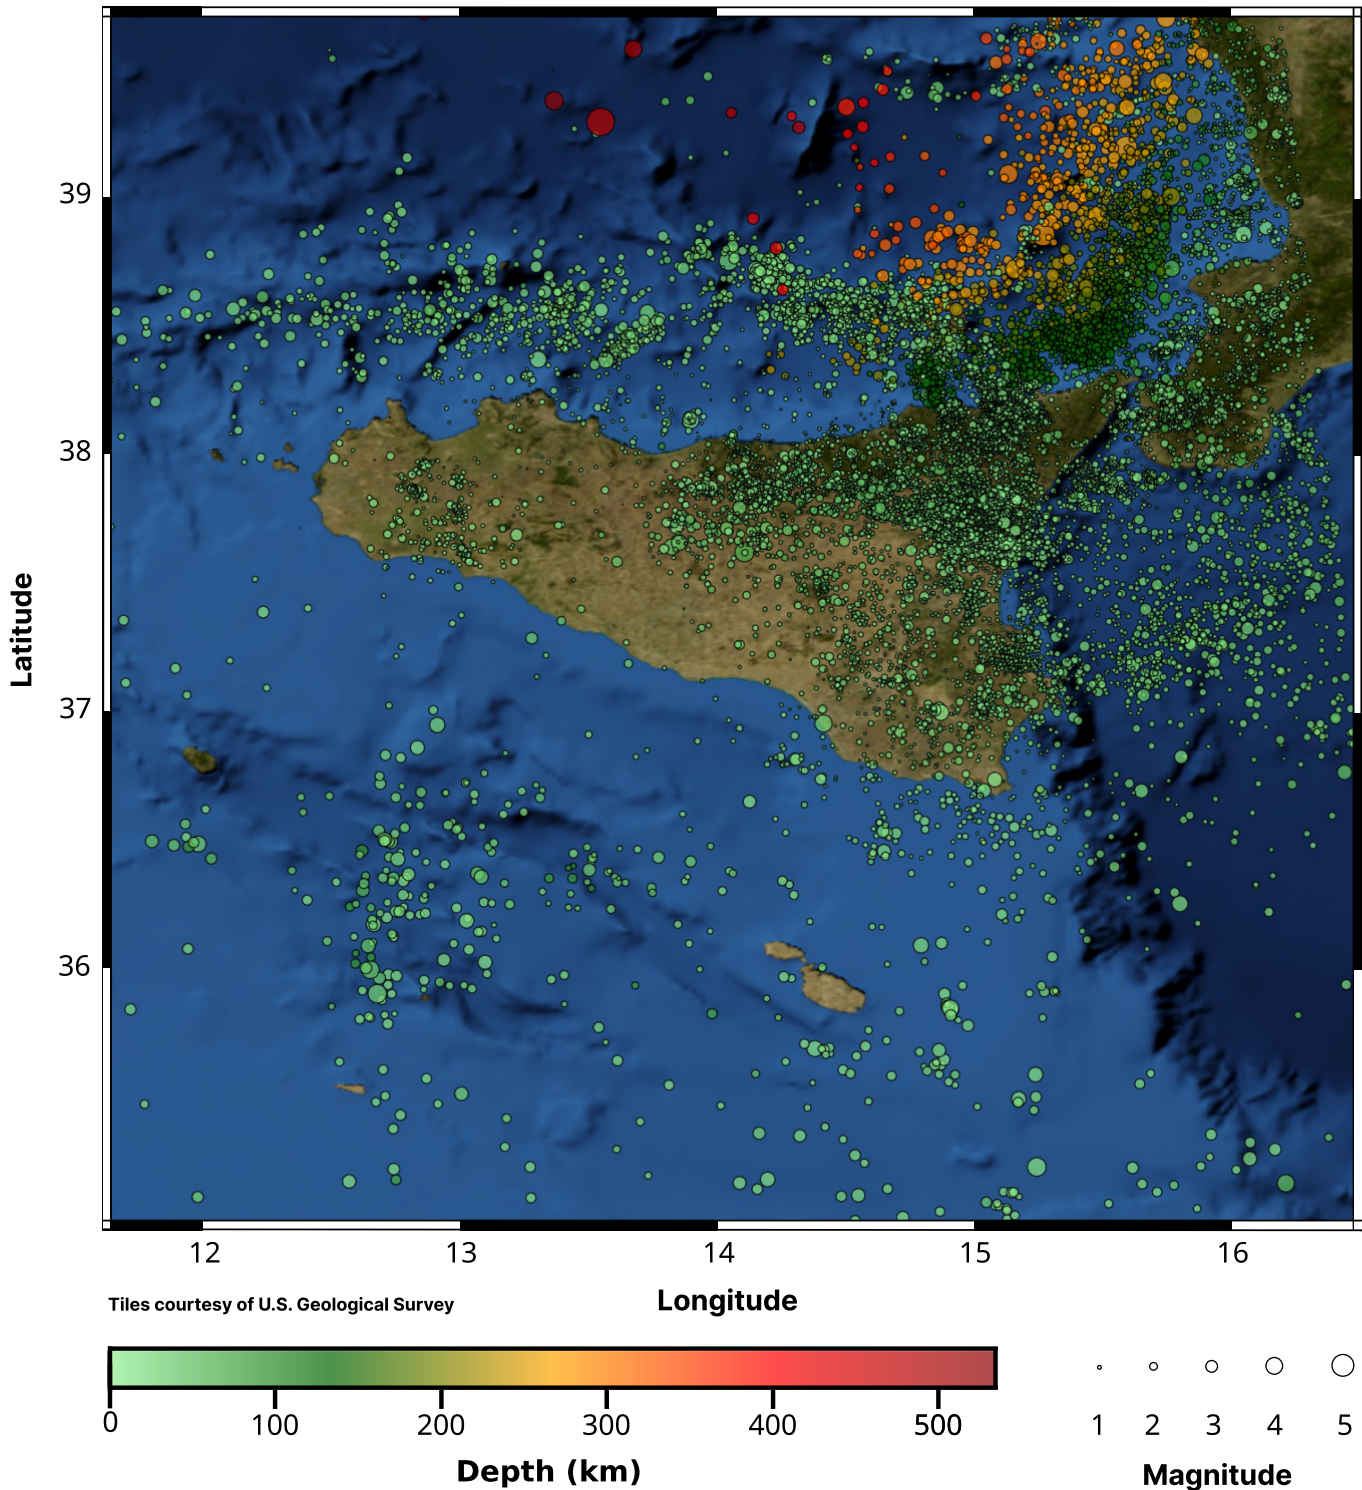 39
38
37
36
Latitude
12 13 14 15 16
Longitude
Tiles courtesy of U.S. Geological Survey
0 100 200 300 400 500
Depth (km)
1 2 3 4 5
Magnitude